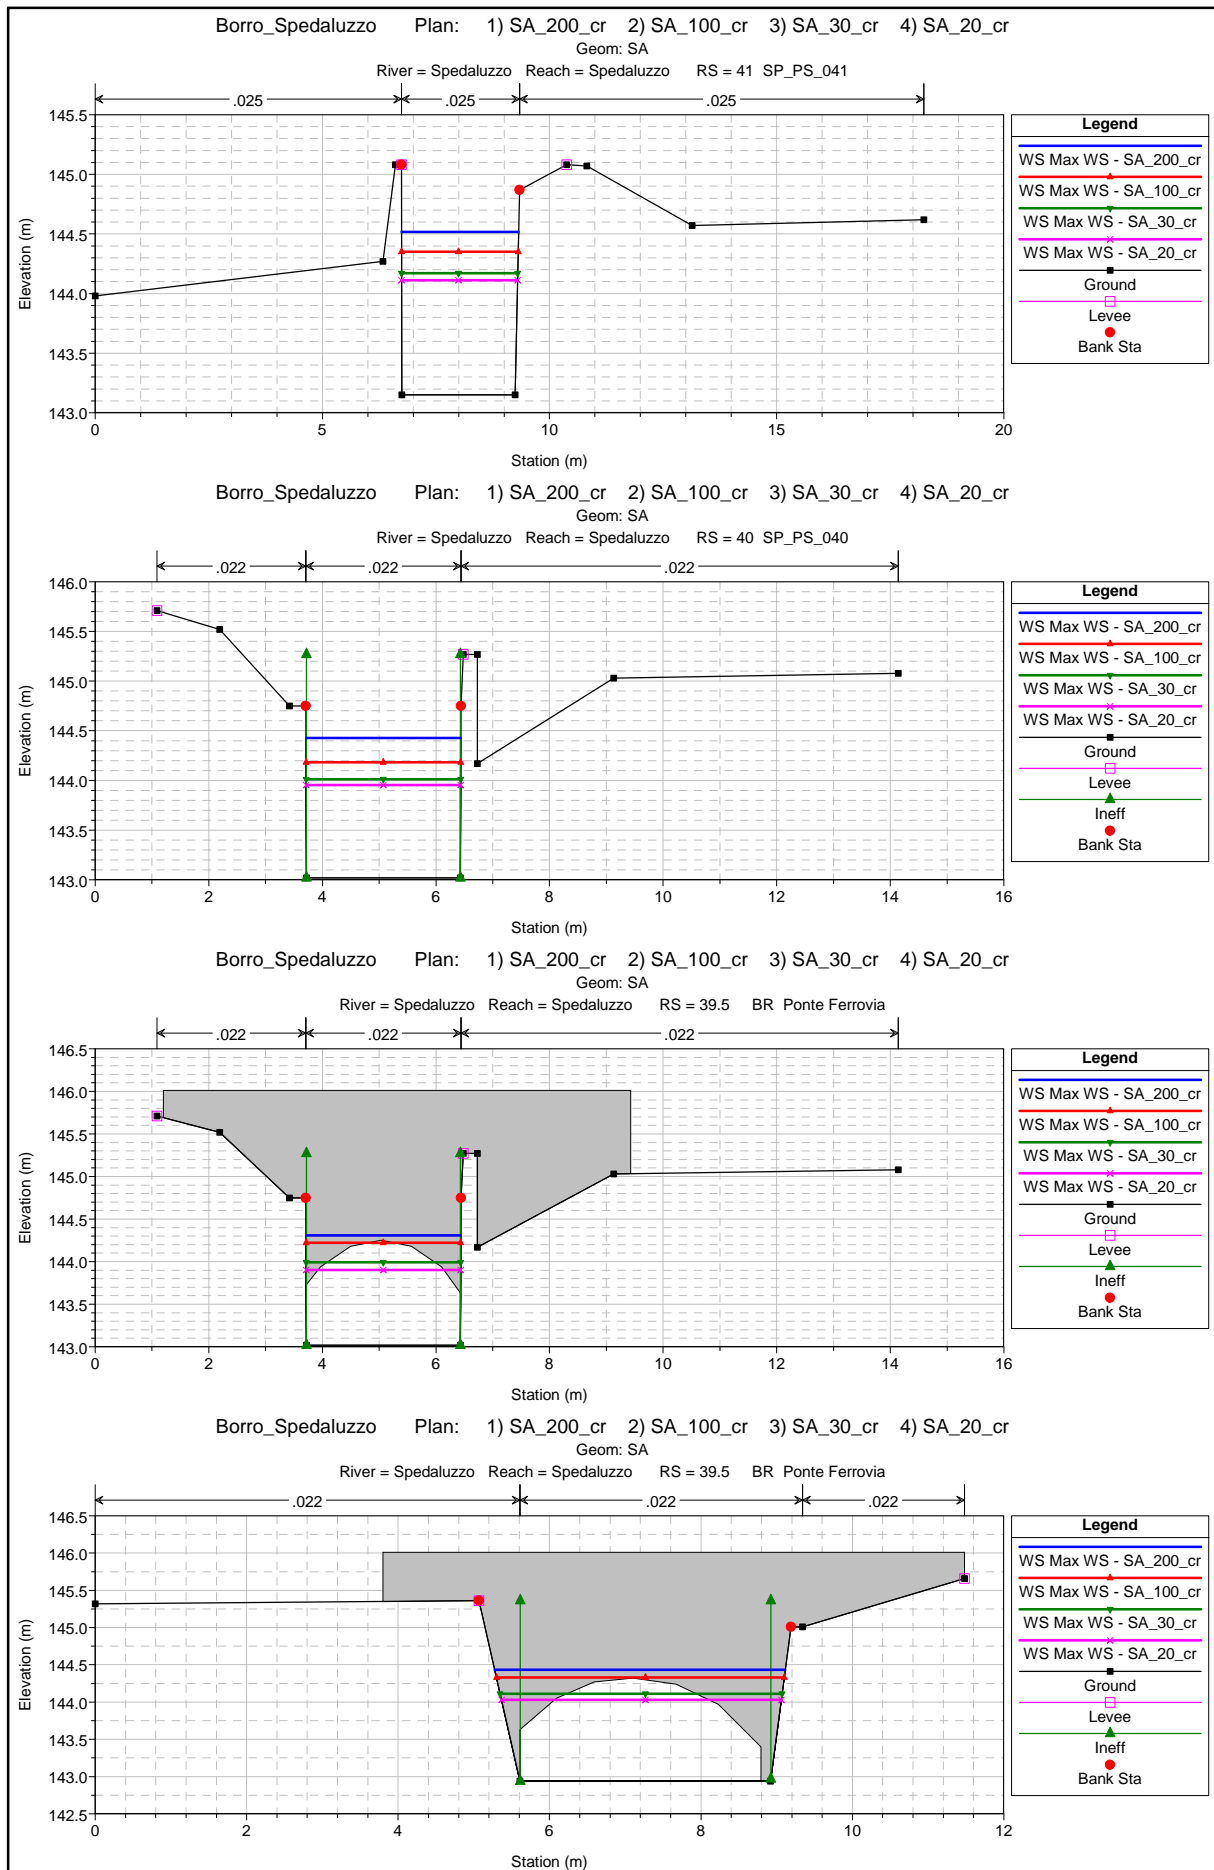 Borro_Spedaluzzo Plan: 1) SA_200_cr 2) SA_100_cr 3) SA_30_cr 4) SA_20_cr
Geom: SA
River = Spedaluzzo Reach = Spedaluzzo RS = 41 SP_PS_041
.025 .025 .025
145.5
145.0
144.5
144.0
143.5
143.0
Elevation (m)
0 5 10 15 20
Station (m)
Legend
WS Max WS - SA_200_cr
WS Max WS - SA_100_cr
WS Max WS - SA_30_cr
WS Max WS - SA_20_cr
Ground
Levee
Bank Sta
Borro_Spedaluzzo Plan: 1) SA_200_cr 2) SA_100_cr 3) SA_30_cr 4) SA_20_cr
Geom: SA
River = Spedaluzzo Reach = Spedaluzzo RS = 40 SP_PS_040
.022 .022 .022
146.0
145.5
145.0
144.5
144.0
143.5
143.0
Elevation (m)
0 2 4 6 8 10 12 14 16
Station (m)
Legend
WS Max WS - SA_200_cr
WS Max WS - SA_100_cr
WS Max WS - SA_30_cr
WS Max WS - SA_20_cr
Ground
Levee
Ineff
Bank Sta
Borro_Spedaluzzo Plan: 1) SA_200_cr 2) SA_100_cr 3) SA_30_cr 4) SA_20_cr
Geom: SA
River = Spedaluzzo Reach = Spedaluzzo RS = 39.5 BR Ponte Ferrovia
.022 .022 .022
146.5
146.0
145.5
145.0
144.5
144.0
143.5
143.0
Elevation (m)
0 2 4 6 8 10 12 14 16
Station (m)
Legend
WS Max WS - SA_200_cr
WS Max WS - SA_100_cr
WS Max WS - SA_30_cr
WS Max WS - SA_20_cr
Ground
Levee
Ineff
Bank Sta
Borro_Spedaluzzo Plan: 1) SA_200_cr 2) SA_100_cr 3) SA_30_cr 4) SA_20_cr
Geom: SA
River = Spedaluzzo Reach = Spedaluzzo RS = 39.5 BR Ponte Ferrovia
.022 .022 .022
146.5
146.0
145.5
145.0
144.5
144.0
143.5
143.0
142.5
Elevation (m)
0 4 6 8 10 12
Station (m)
Legend
WS Max WS - SA_200_cr
WS Max WS - SA_100_cr
WS Max WS - SA_30_cr
WS Max WS - SA_20_cr
Ground
Levee
Ineff
Bank Sta